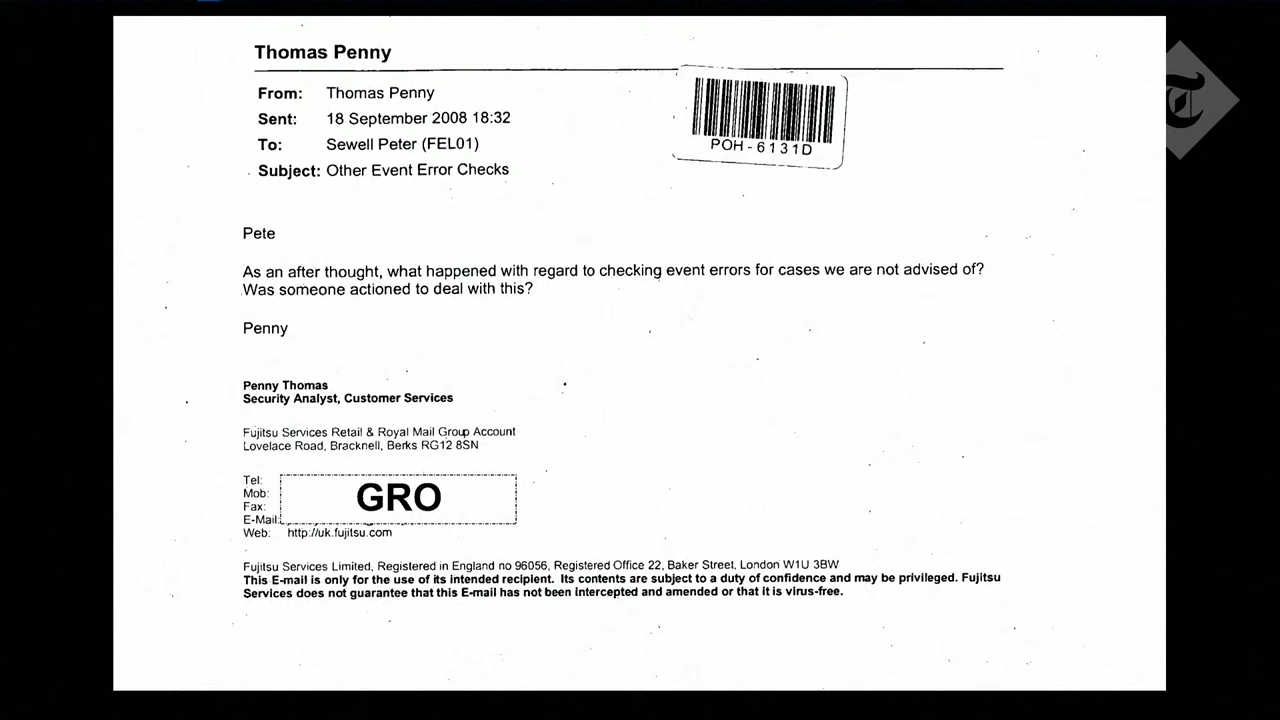 Thomas Penny
From: Thomas Penny
Sent: 18 September 2008 18:32
To: Sewell Peter (FEL01)
Subject: Other Event Error Checks
POH-6131D
Pete
As an after thought, what happened with regard to checking event errors for cases we are not advised of?
Was someone actioned to deal with this?
Penny
Penny Thomas
Security Analyst, Customer Services
Fujitsu Services Retail & Royal Mail Group Account
Lovelace Road, Bracknell, Berks RG12 8SN
Tel:
Mob:
Fax:
E-Mail:
GRO
Web: http://uk.fujitsu.com
Fujitsu Services Limited, Registered in England no 96056, Registered Office 22, Baker Street, London W1U 3BW
This E-mail is only for the use of its intended recipient. Its contents are subject to a duty of confidence and may be privileged. Fujitsu
Services does not guarantee that this E-mail has not been intercepted and amended or that it is virus-free.
T